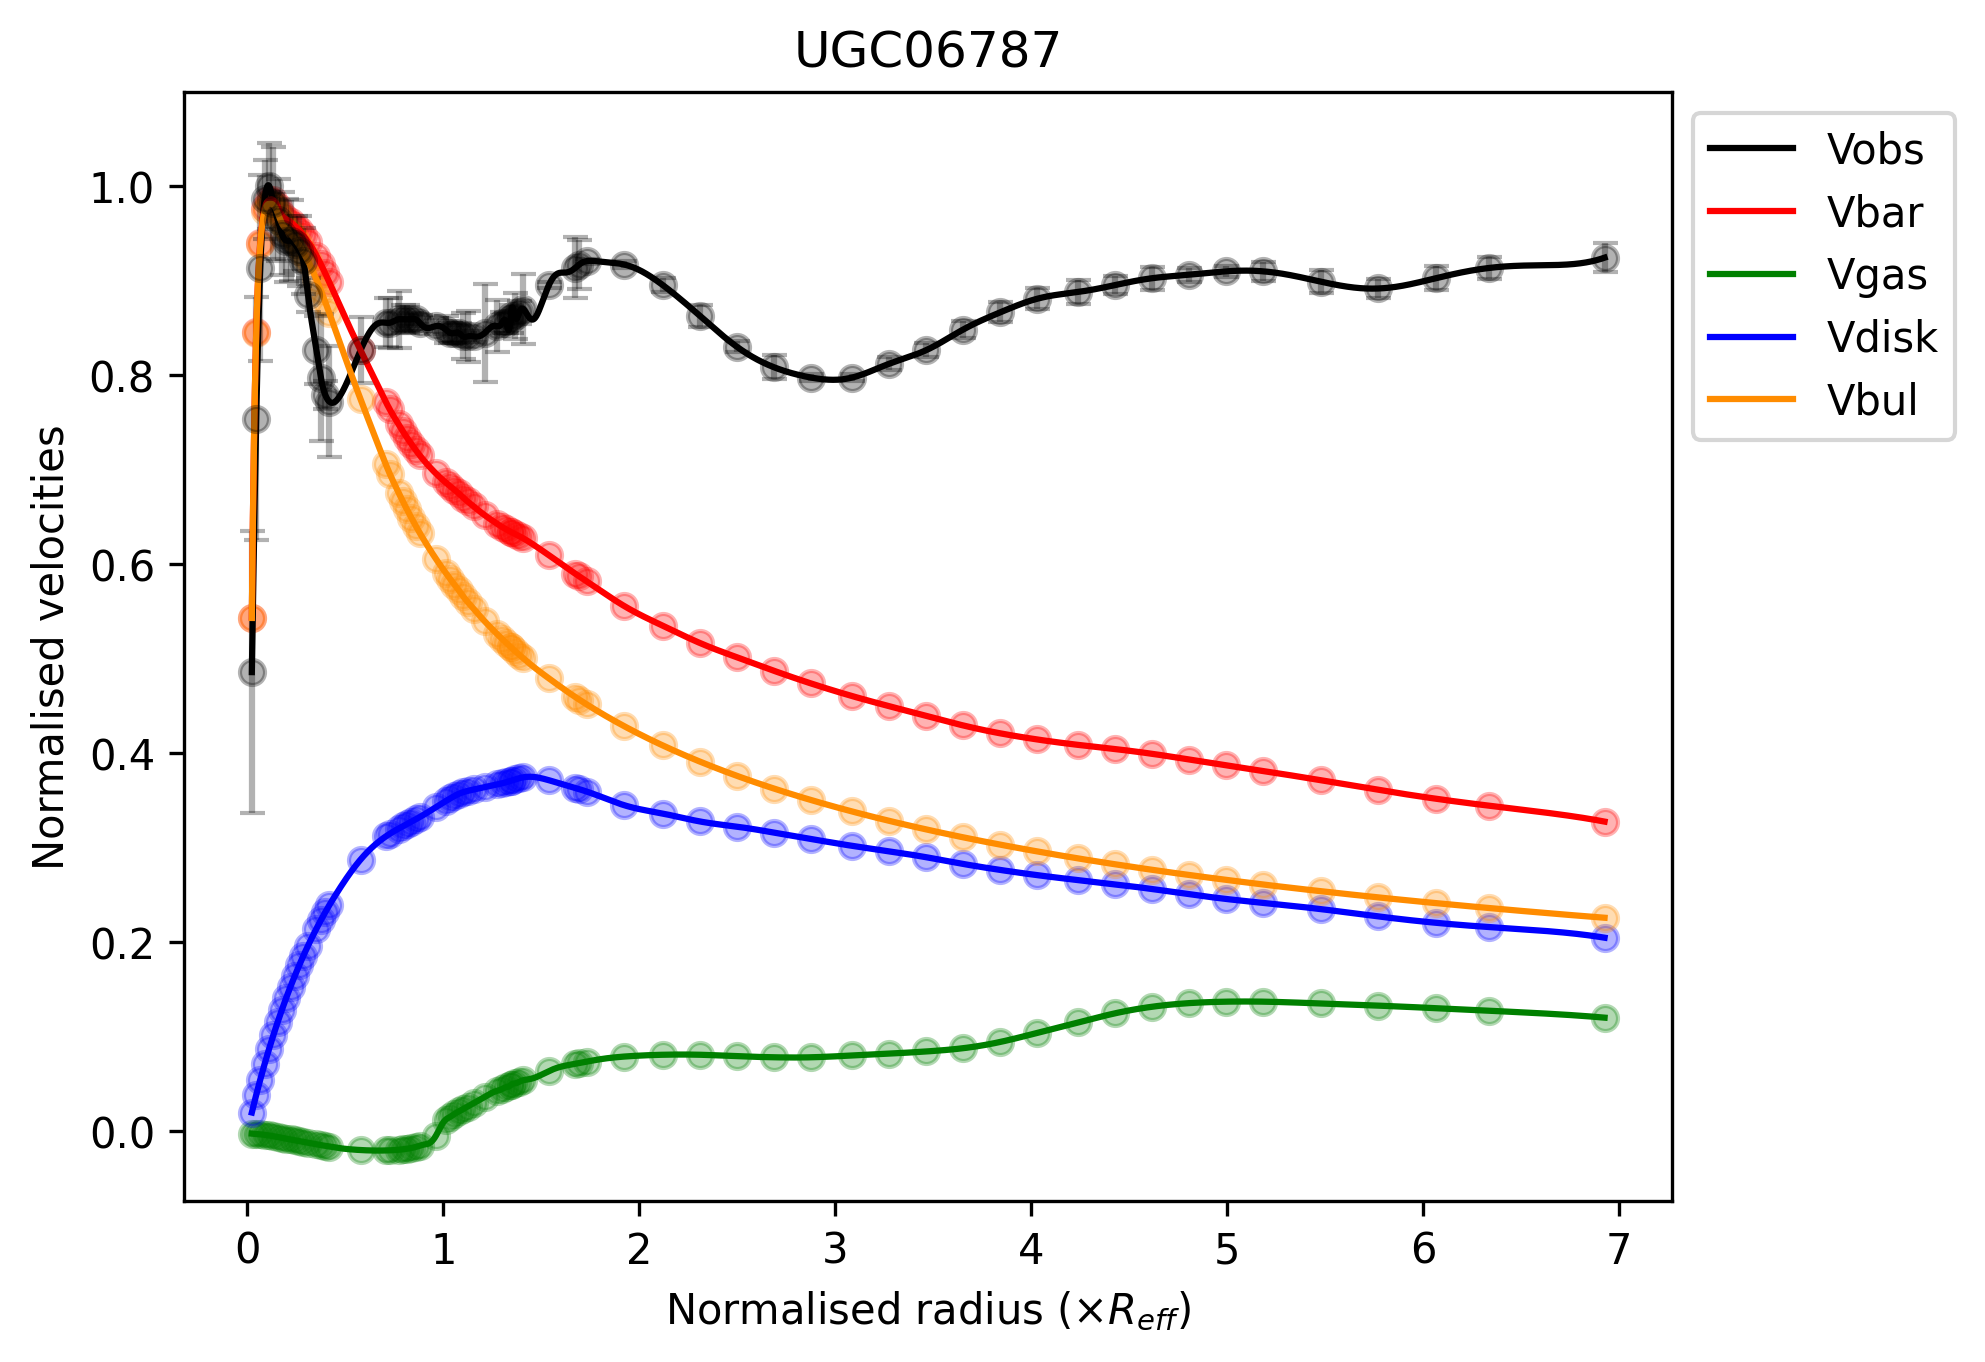 UGC06787
Normalised velocities
1.0
0.8
0.6
0.4
0.2
0.0
0 1 2 3 4 5 6 7
Normalised radius (×R_eff)
Vobs
Vbar
Vgas
Vdisk
Vbul